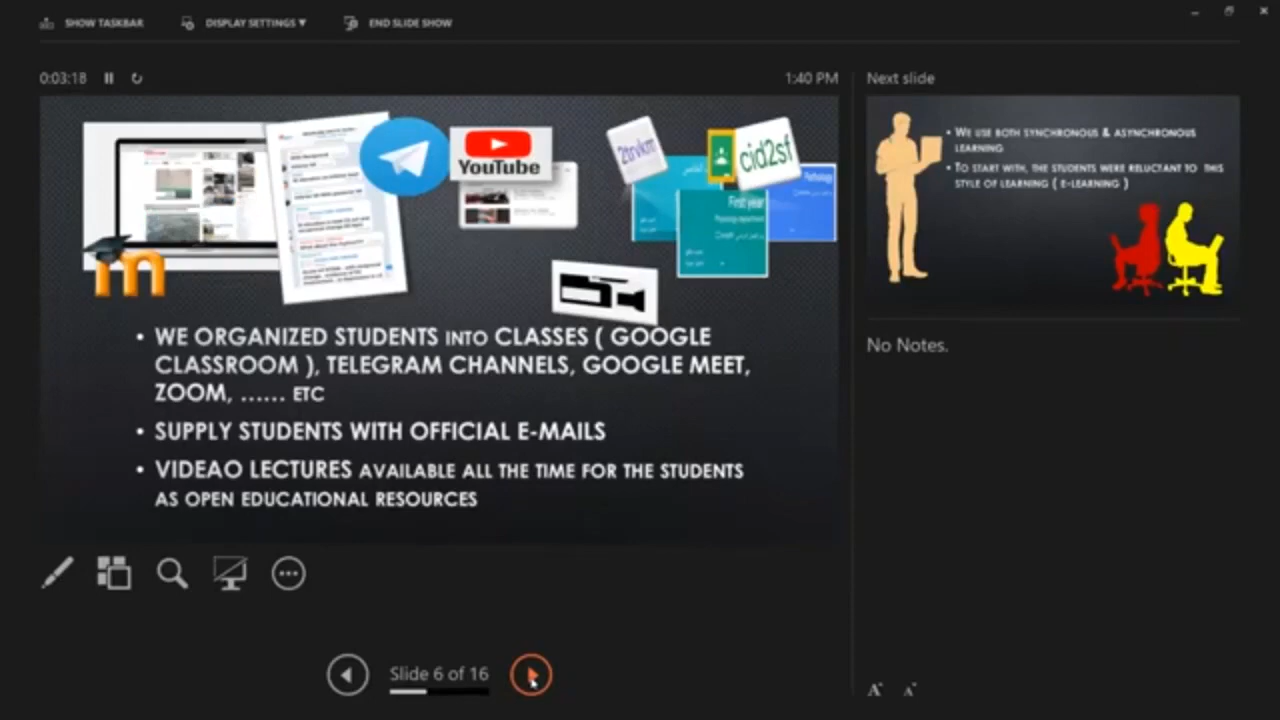 SHOW TASKBAR
DISPLAY SETTINGS ▼
END SLIDE SHOW
0:03:18
1:40 PM
Next slide
YouTube
2trvkm
cid2sf
First year
Physiology department
Pathology
m
• WE ORGANIZED STUDENTS INTO CLASSES ( GOOGLE
CLASSROOM ), TELEGRAM CHANNELS, GOOGLE MEET,
ZOOM, ...... ETC
• SUPPLY STUDENTS WITH OFFICIAL E-MAILS
• VIDEAO LECTURES AVAILABLE ALL THE TIME FOR THE STUDENTS
AS OPEN EDUCATIONAL RESOURCES
• WE USE BOTH SYNCHRONOUS & ASYNCHRONOUS
LEARNING
• TO START WITH, THE STUDENTS WERE RELUCTANT TO THIS
STYLE OF LEARNING ( E-LEARNING )
No Notes.
Slide 6 of 16
A A